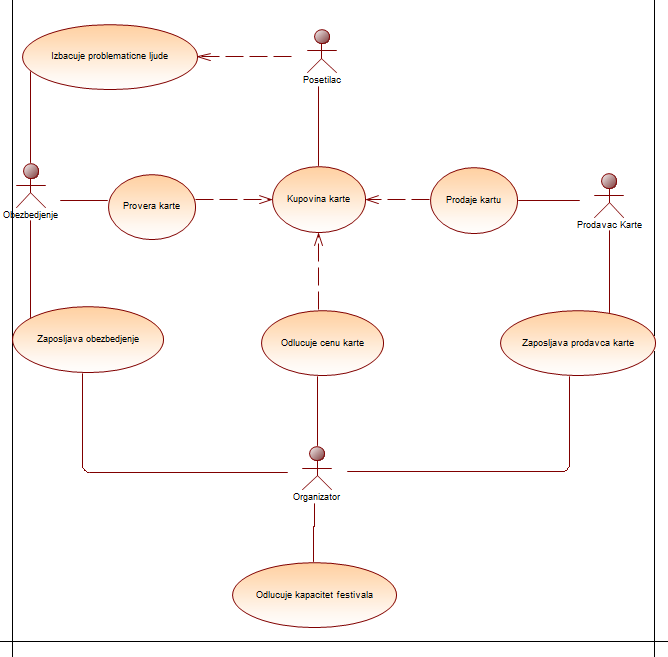 Izbacuje problematicne ljude
Posetilac
Obezbedjenje
Provera karte
Kupovina karte
Prodaje kartu
Prodavac Karte
Zaposljava obezbedjenje
Odlucuje cenu karte
Zaposljava prodavca karte
Organizator
Odlucuje kapacitet festivala